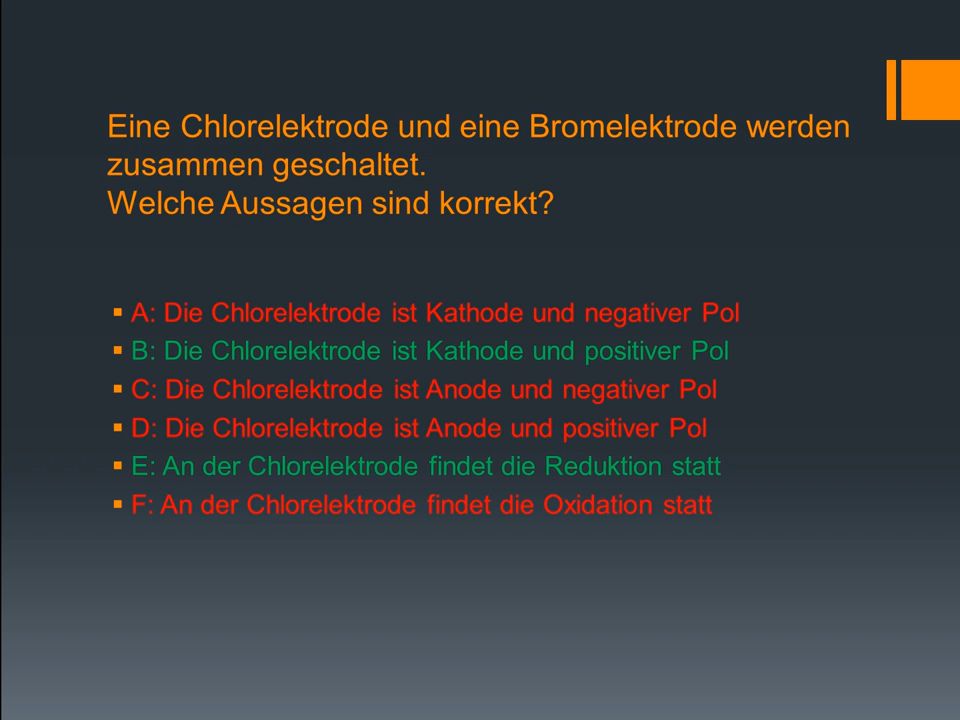 Eine Chlorelektrode und eine Bromelektrode werden
zusammen geschaltet.
Welche Aussagen sind korrekt?
A: Die Chlorelektrode ist Kathode und negativer Pol
B: Die Chlorelektrode ist Kathode und positiver Pol
C: Die Chlorelektrode ist Anode und negativer Pol
D: Die Chlorelektrode ist Anode und positiver Pol
E: An der Chlorelektrode findet die Reduktion statt
F: An der Chlorelektrode findet die Oxidation statt